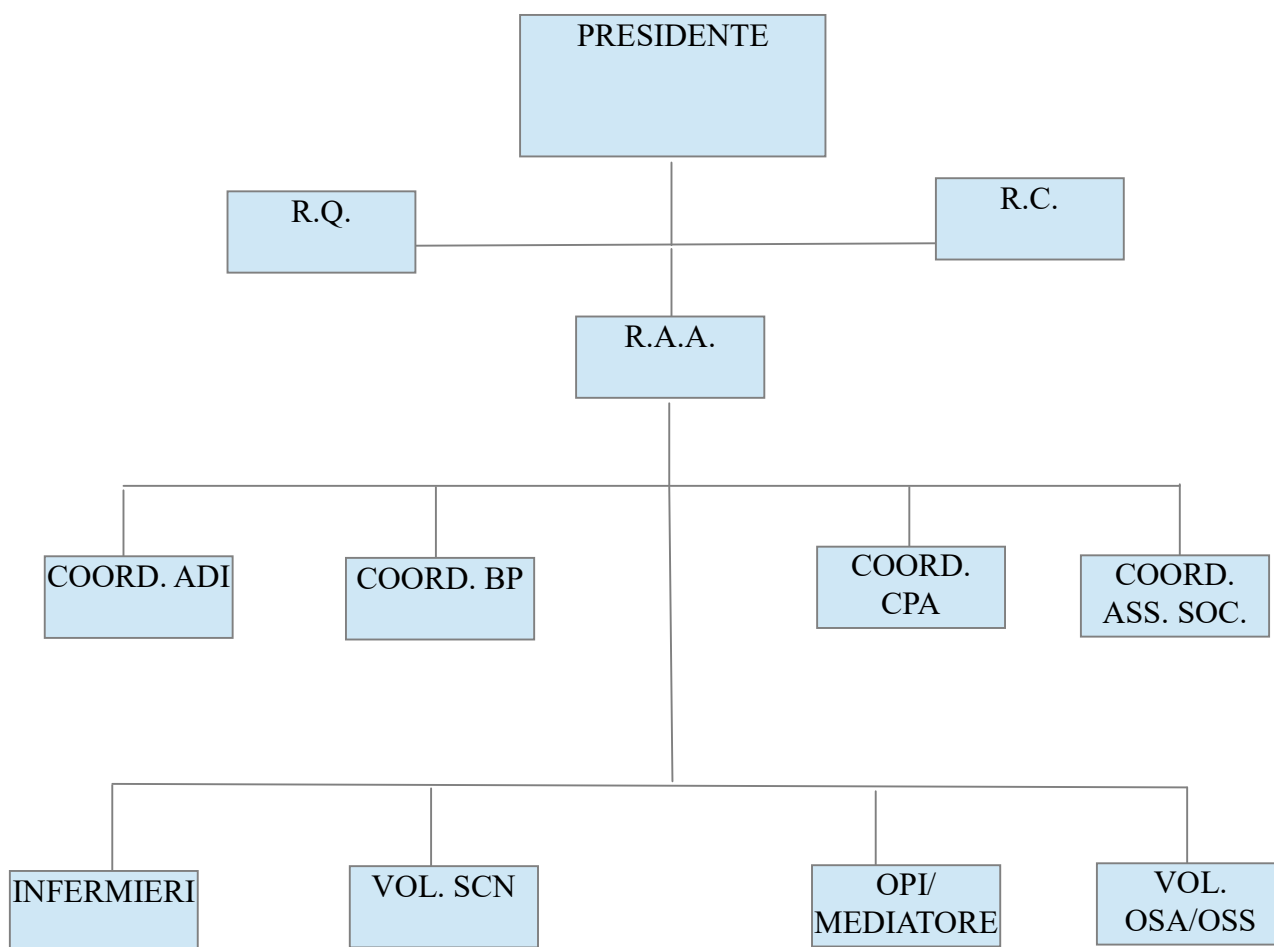 PRESIDENTE
R.Q.
R.C.
R.A.A.
COORD. ADI
COORD. BP
COORD.
CPA
COORD.
ASS. SOC.
INFERMIERI
VOL. SCN
OPI/
MEDIATORE
VOL.
OSA/OSS